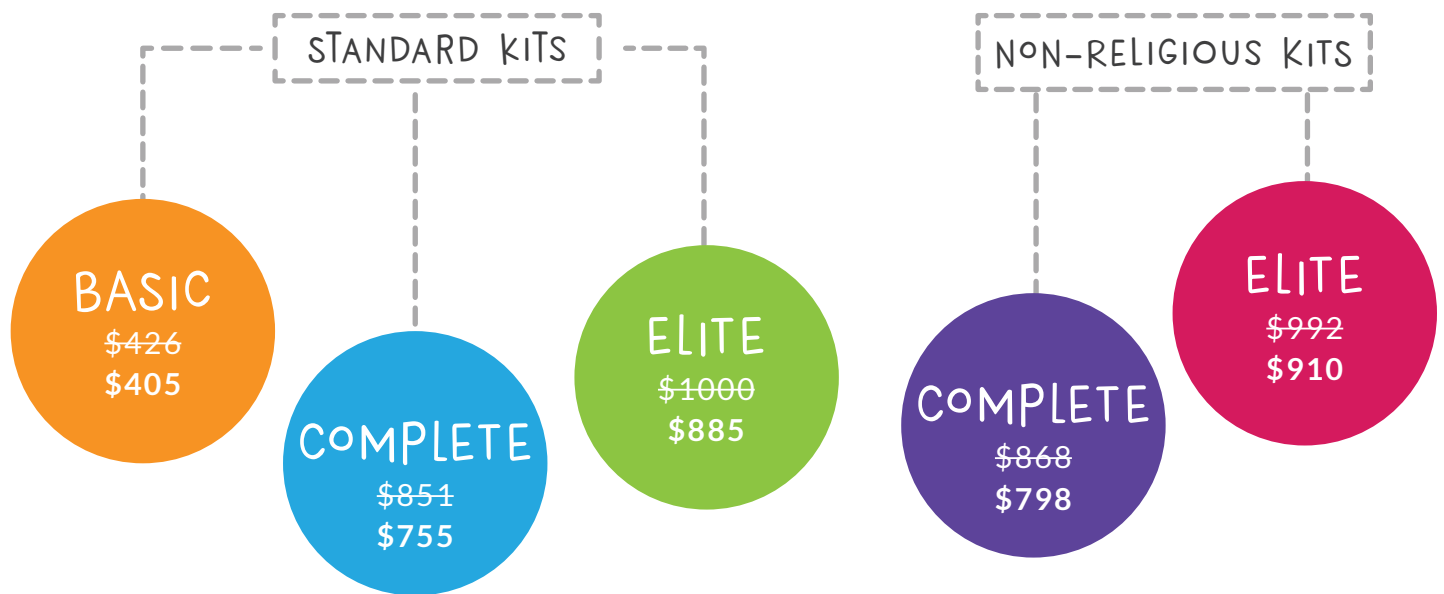 STANDARD KITS
BASIC
$426
$405
COMPLETE
$851
$755
ELITE
$1000
$885
NON-RELIGIOUS KITS
COMPLETE
$868
$798
ELITE
$992
$910